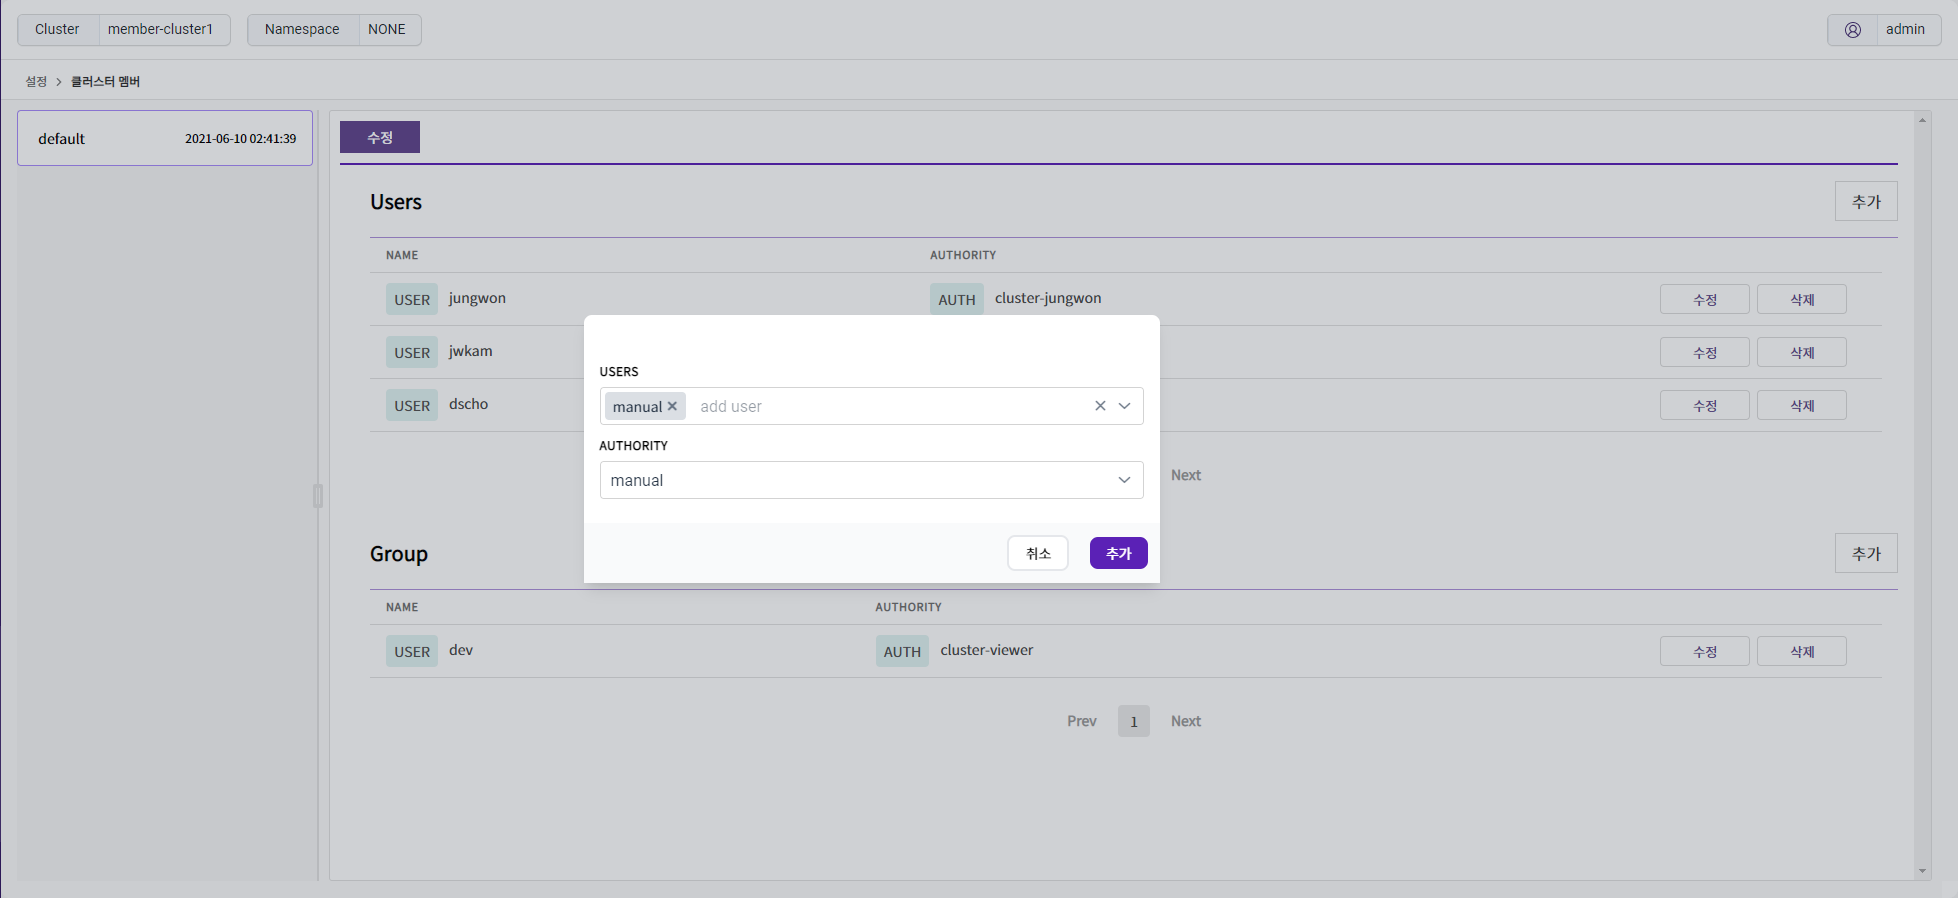 Cluster member-cluster1 Namespace NONE admin
설정 > 클러스터 멤버
default 2021-06-10 02:41:39
수정
Users 추가
NAME AUTHORITY
USER jungwon AUTH cluster-jungwon 수정 삭제
USER jwkam 수정 삭제
USER dscho 수정 삭제
Next
USERS
manual × add user
AUTHORITY
manual
취소 추가
Group 추가
NAME AUTHORITY
USER dev AUTH cluster-viewer 수정 삭제
Prev 1 Next